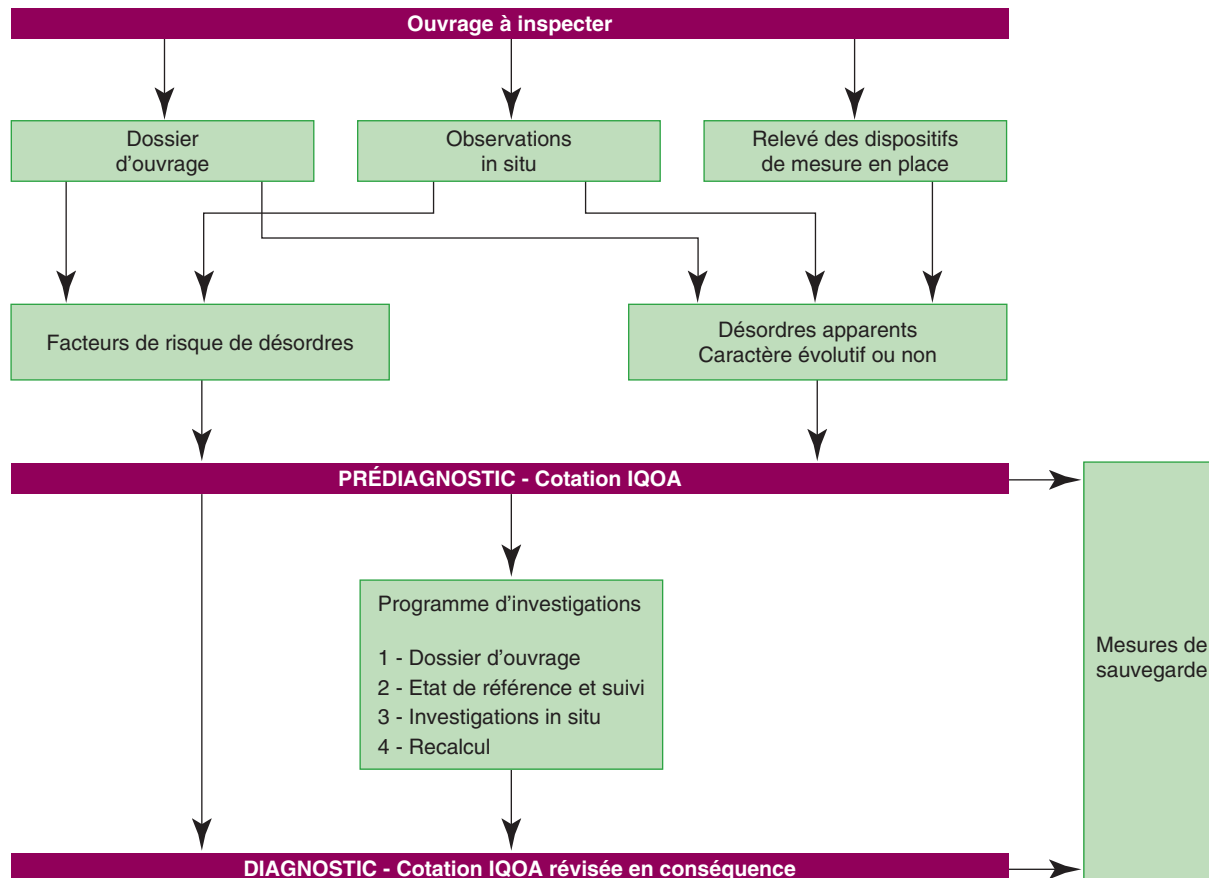 Ouvrage à inspecter
Dossier
d'ouvrage
Observations
in situ
Relevé des dispositifs
de mesure en place
Facteurs de risque de désordres
Désordres apparents
Caractère évolutif ou non
PRÉDIAGNOSTIC - Cotation IQOA
Programme d'investigations
1 - Dossier d'ouvrage
2 - Etat de référence et suivi
3 - Investigations in situ
4 - Recalcul
Mesures de
sauvegarde
DIAGNOSTIC - Cotation IQOA révisée en conséquence